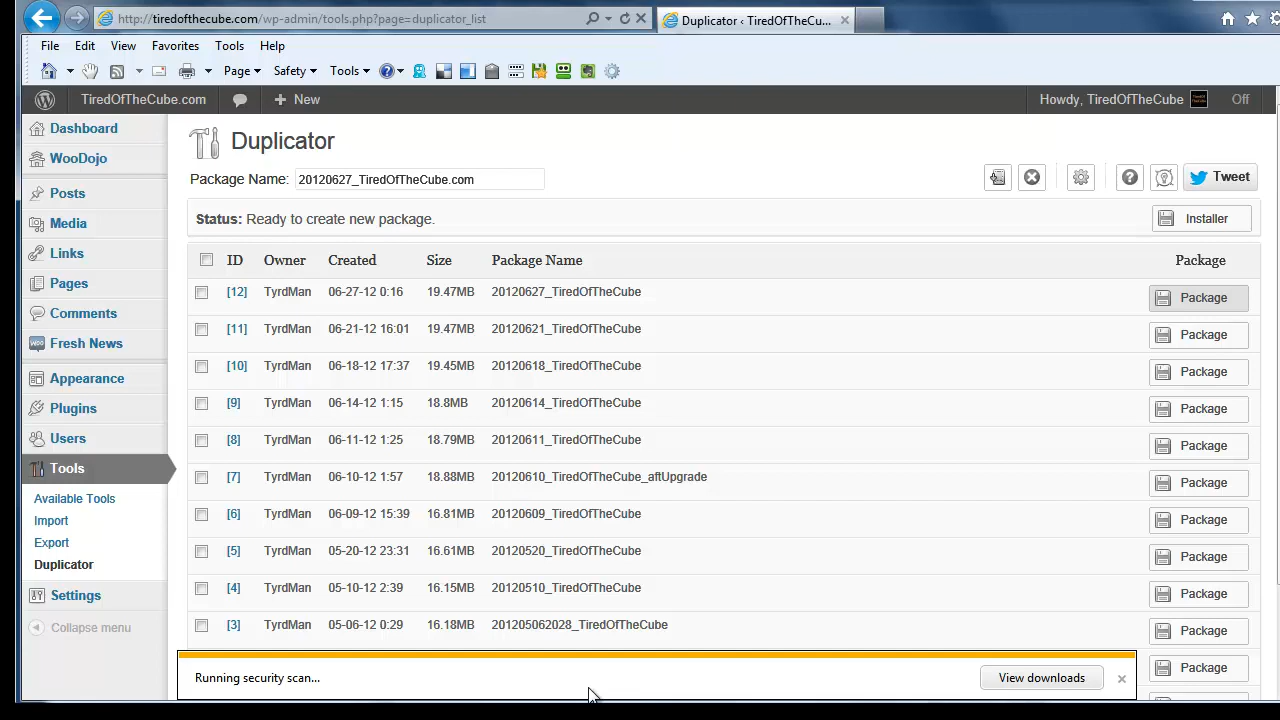 http://tiredofthecube.com/wp-admin/tools.php?page=duplicator_list
Duplicator ‹ TiredOfTheCu...
File Edit View Favorites Tools Help
Page Safety Tools
TiredOfTheCube.com + New Howdy, TiredOfTheCube Off
Dashboard
WooDojo
Posts
Media
Links
Pages
Comments
Fresh News
Appearance
Plugins
Users
Tools
Available Tools
Import
Export
Duplicator
Settings
Collapse menu
Duplicator
Package Name: 20120627_TiredOfTheCube.com
Tweet
Status: Ready to create new package. Installer
ID Owner Created Size Package Name Package
[12] TyrdMan 06-27-12 0:16 19.47MB 20120627_TiredOfTheCube Package
[11] TyrdMan 06-21-12 16:01 19.47MB 20120621_TiredOfTheCube Package
[10] TyrdMan 06-18-12 17:37 19.45MB 20120618_TiredOfTheCube Package
[9] TyrdMan 06-14-12 1:15 18.8MB 20120614_TiredOfTheCube Package
[8] TyrdMan 06-11-12 1:25 18.79MB 20120611_TiredOfTheCube Package
[7] TyrdMan 06-10-12 1:57 18.88MB 20120610_TiredOfTheCube_aftUpgrade Package
[6] TyrdMan 06-09-12 15:39 16.81MB 20120609_TiredOfTheCube Package
[5] TyrdMan 05-20-12 23:31 16.61MB 20120520_TiredOfTheCube Package
[4] TyrdMan 05-10-12 2:39 16.15MB 20120510_TiredOfTheCube Package
[3] TyrdMan 05-06-12 0:29 16.18MB 201205062028_TiredOfTheCube Package
Package
Running security scan... View downloads